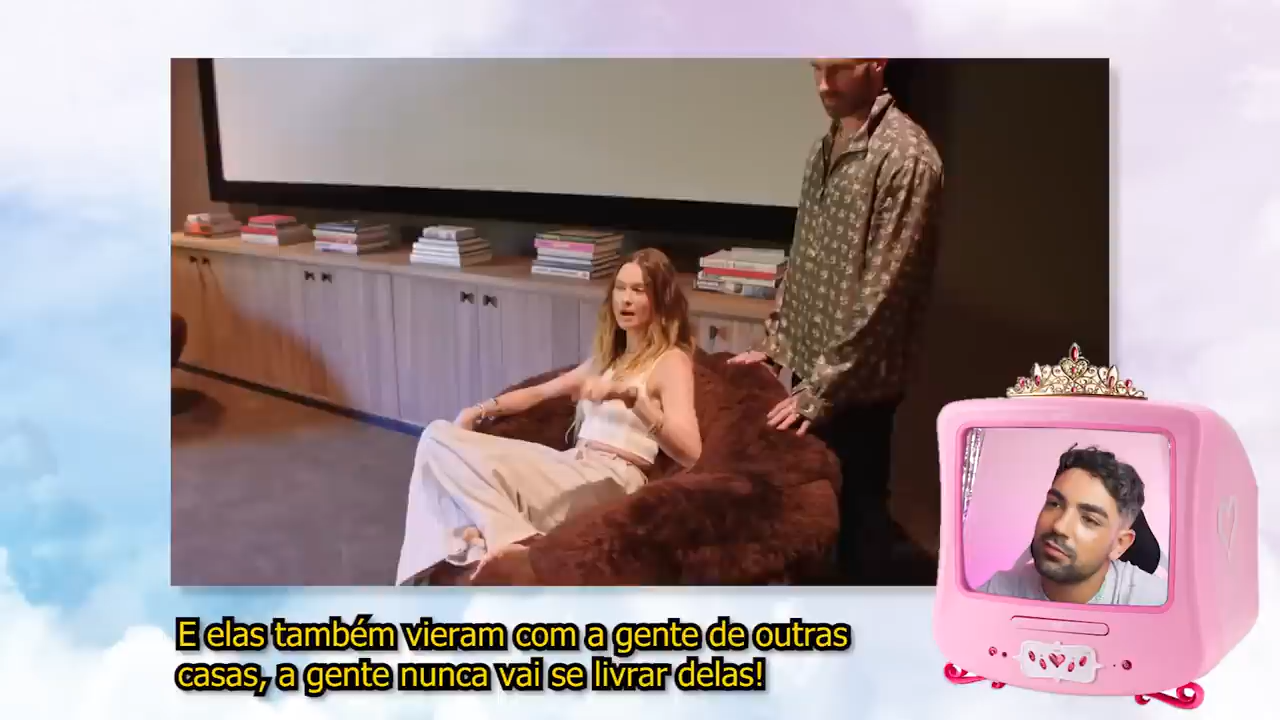 E elas também vieram com a gente de outras
casas, a gente nunca vai se livrar delas!